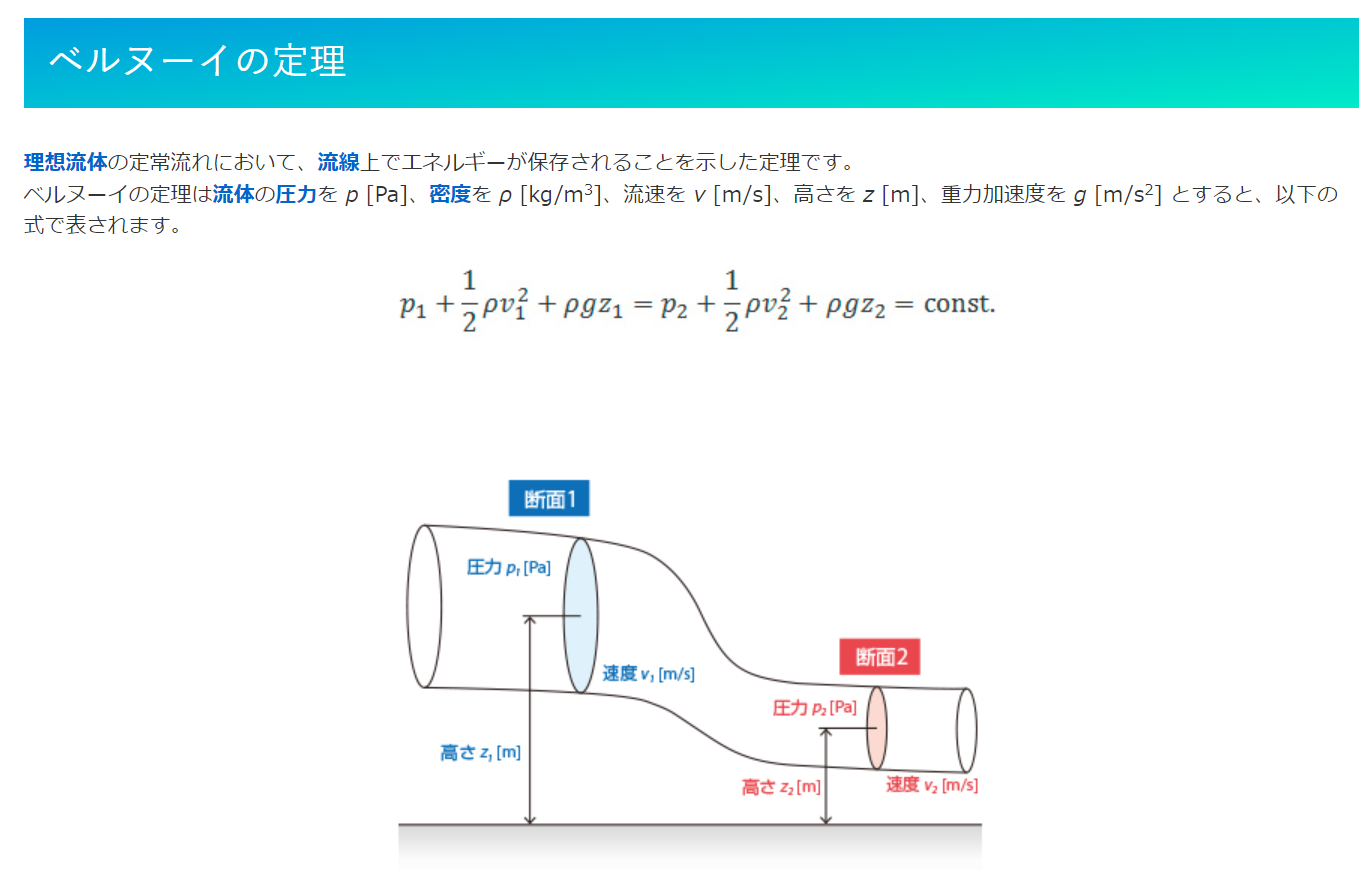 ベルヌーイの定理
理想流体の定常流れにおいて、流線上でエネルギーが保存されることを示した定理です。
ベルヌーイの定理は流体の圧力を p [Pa]、密度を ρ [kg/m³]、流速を v [m/s]、高さを z [m]、重力加速度を g [m/s²] とすると、以下の
式で表されます。
p₁ + 1/2 ρv₁² + ρgz₁ = p₂ + 1/2 ρv₂² + ρgz₂ = const.
断面1
圧力 p₁ [Pa]
速度 v₁ [m/s]
高さ z₁ [m]
断面2
圧力 p₂ [Pa]
高さ z₂ [m]
速度 v₂ [m/s]